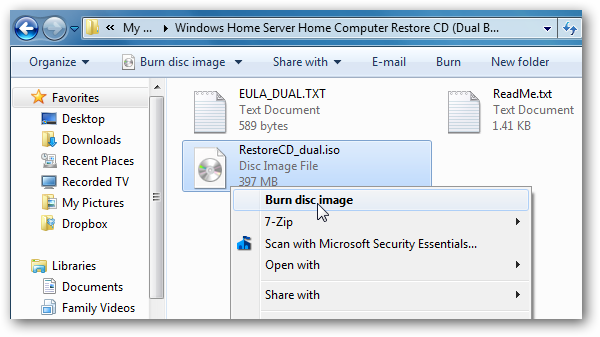 My ... Windows Home Server Home Computer Restore CD (Dual B...
Organize Burn disc image Share with E-mail Burn New folder
Favorites
Desktop
Downloads
Recent Places
Recorded TV
My Pictures
Dropbox
Libraries
Documents
Family Videos
EULA_DUAL.TXT
Text Document
589 bytes
ReadMe.txt
Text Document
1.41 KB
RestoreCD_dual.iso
Disc Image File
397 MB
Burn disc image
7-Zip
Scan with Microsoft Security Essentials...
Open with
Share with